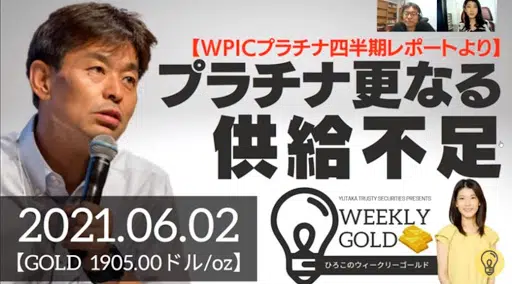 【WPICプラチナ四半期レポートより】
プラチナ更なる
供給不足
2021.06.02
【GOLD 1905.00ドル/oz】
YUTAKA TRUSTY SECURITIES PRESENTS
WEEKLY
GOLD
ひろこのウィークリーゴールド